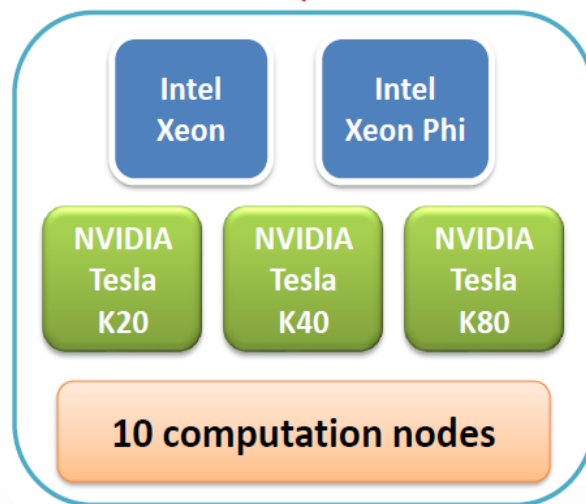 Intel
Xeon
Intel
Xeon Phi
NVIDIA
Tesla
K20
NVIDIA
Tesla
K40
NVIDIA
Tesla
K80
10 computation nodes